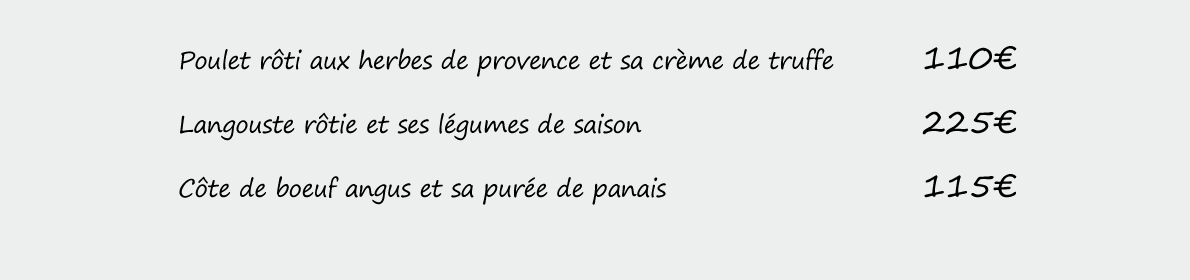 Poulet rôti aux herbes de provence et sa crème de truffe 110€
Langouste rôtie et ses légumes de saison 225€
Côte de boeuf angus et sa purée de panais 115€